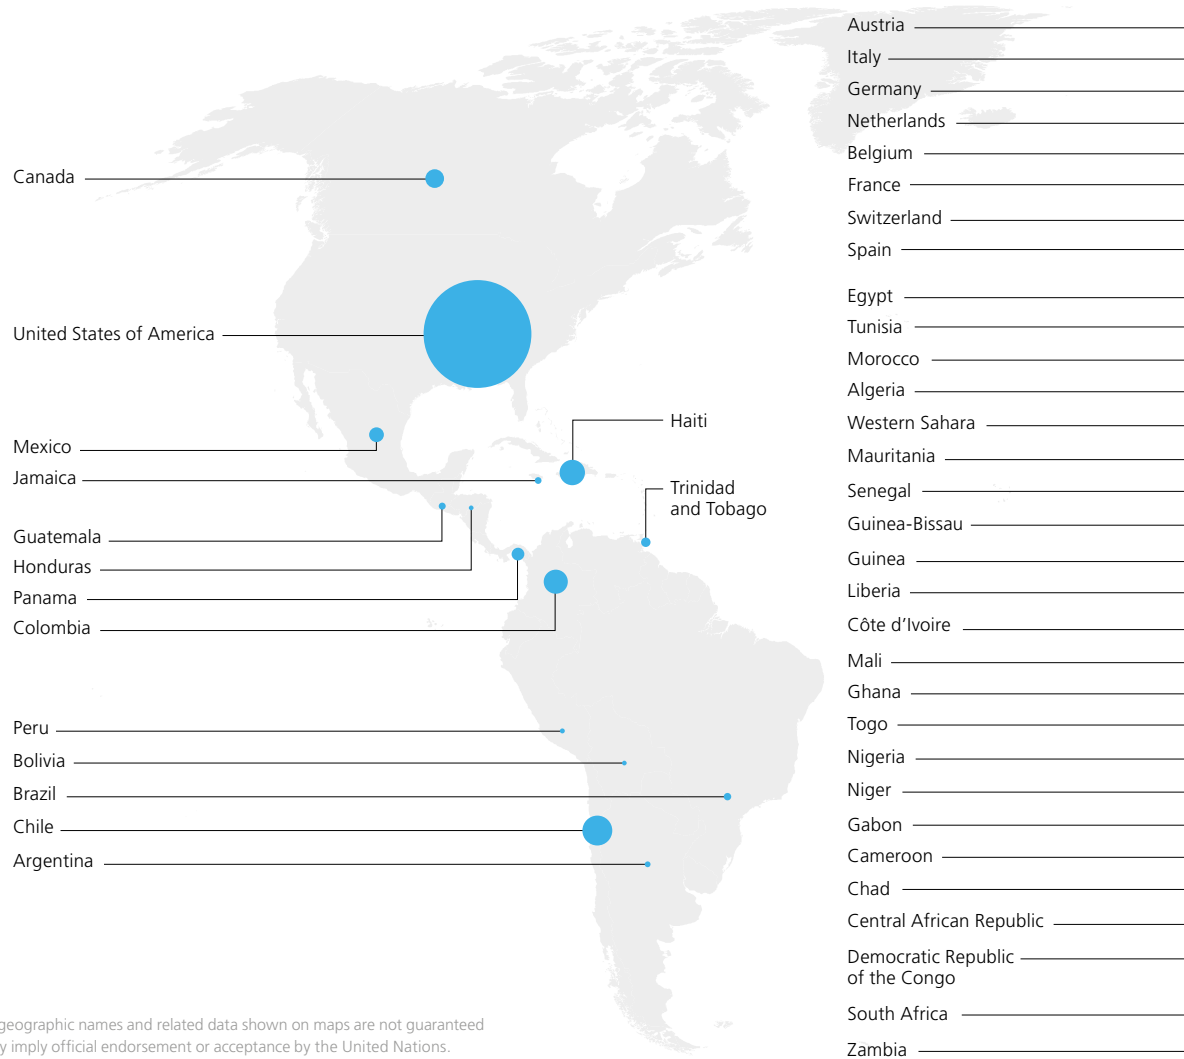 Canada
United States of America
Mexico
Jamaica
Guatemala
Honduras
Panama
Colombia
Peru
Bolivia
Brazil
Chile
Argentina
Haiti
Trinidad
and Tobago
Austria
Italy
Germany
Netherlands
Belgium
France
Switzerland
Spain
Egypt
Tunisia
Morocco
Algeria
Western Sahara
Mauritania
Senegal
Guinea-Bissau
Guinea
Liberia
Côte d’Ivoire
Mali
Ghana
Togo
Nigeria
Niger
Gabon
Cameroon
Chad
Central African Republic
Democratic Republic
of the Congo
South Africa
Zambia
geographic names and related data shown on maps are not guaranteed
y imply official endorsement or acceptance by the United Nations.